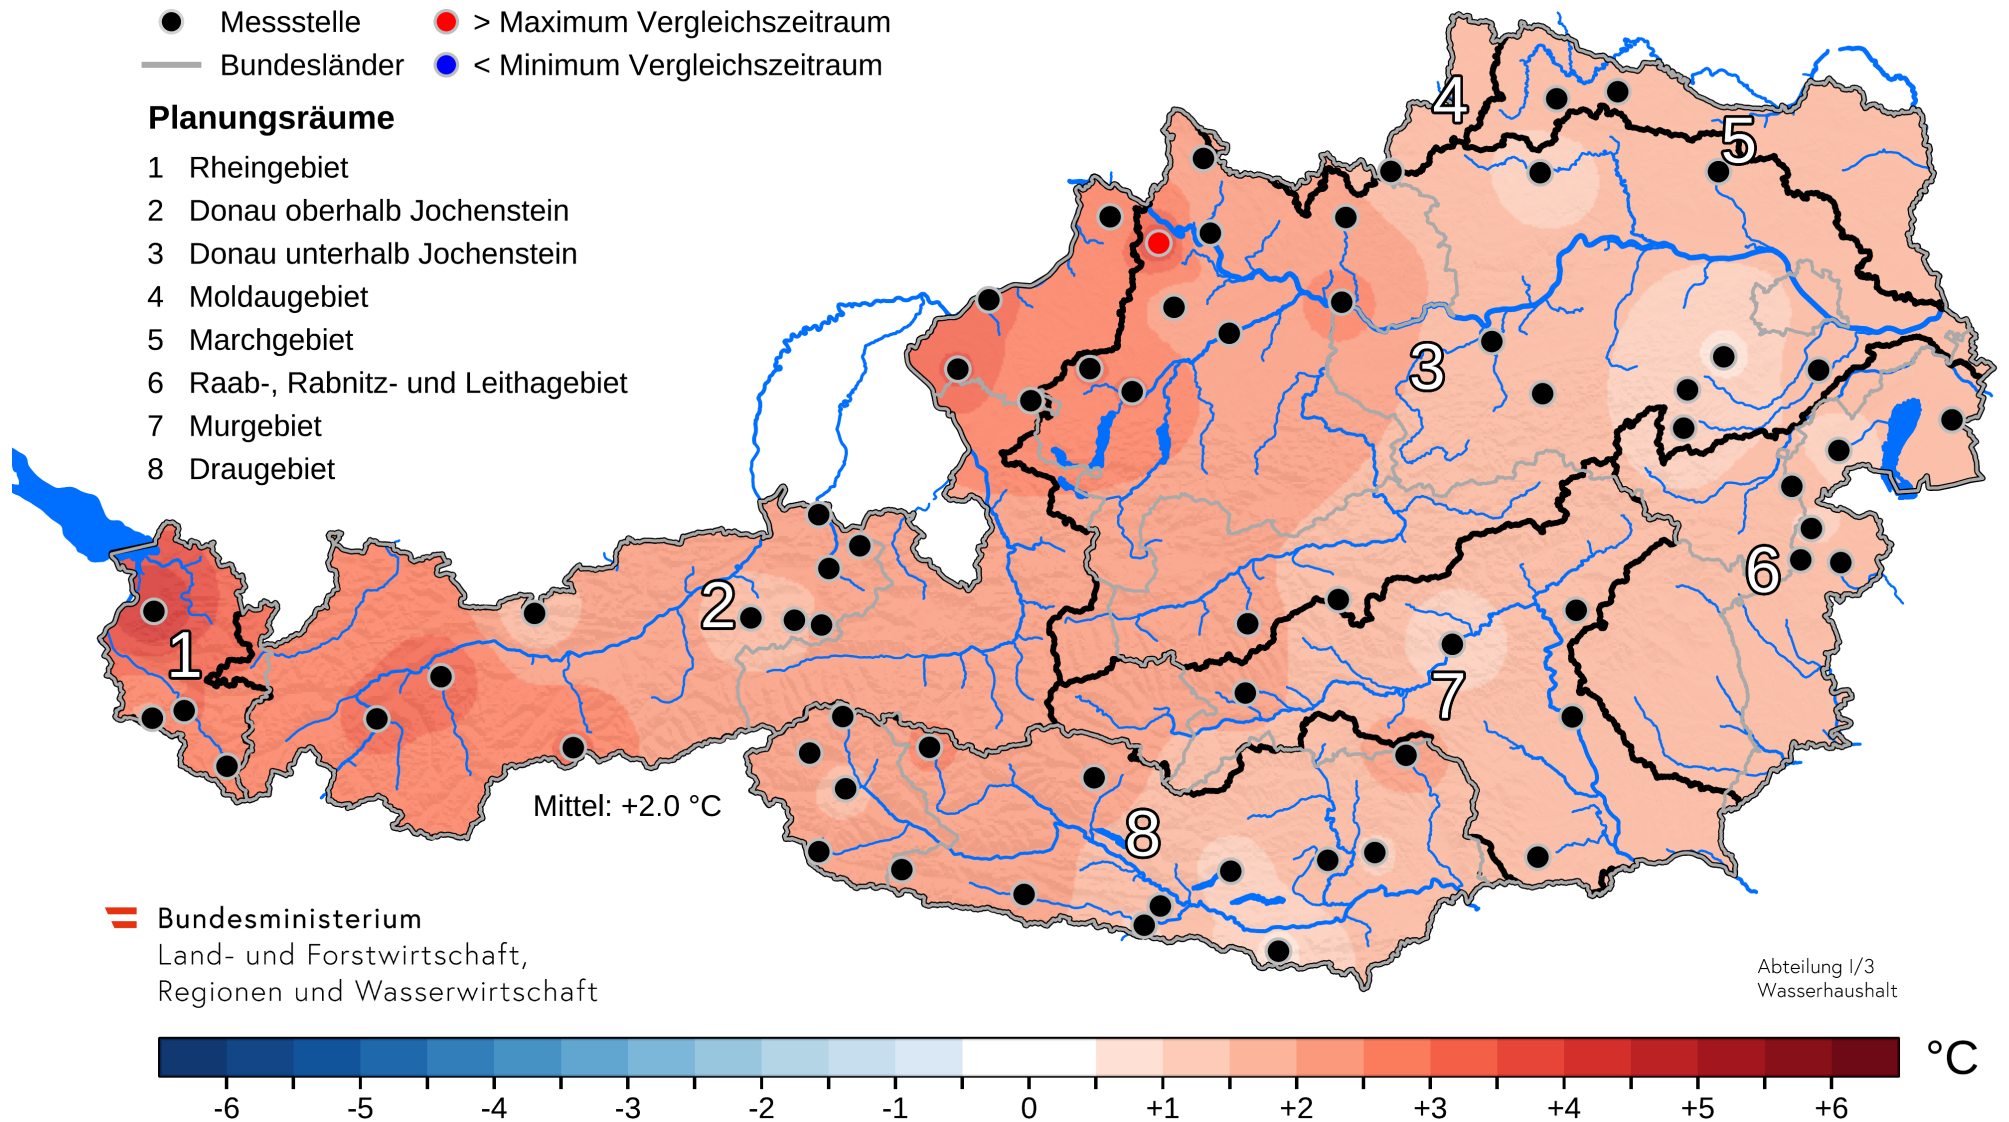 Messstelle
> Maximum Vergleichszeitraum
Bundesländer
< Minimum Vergleichszeitraum
Planungsräume
1 Rheingebiet
2 Donau oberhalb Jochenstein
3 Donau unterhalb Jochenstein
4 Moldaugebiet
5 Marchgebiet
6 Raab-, Rabnitz- und Leithagebiet
7 Murgebiet
8 Draugebiet
4
5
3
2
6
1
7
8
Mittel: +2.0 °C
Bundesministerium
Land- und Forstwirtschaft,
Regionen und Wasserwirtschaft
Abteilung I/3
Wasserhaushalt
°C
-6 -5 -4 -3 -2 -1 0 +1 +2 +3 +4 +5 +6